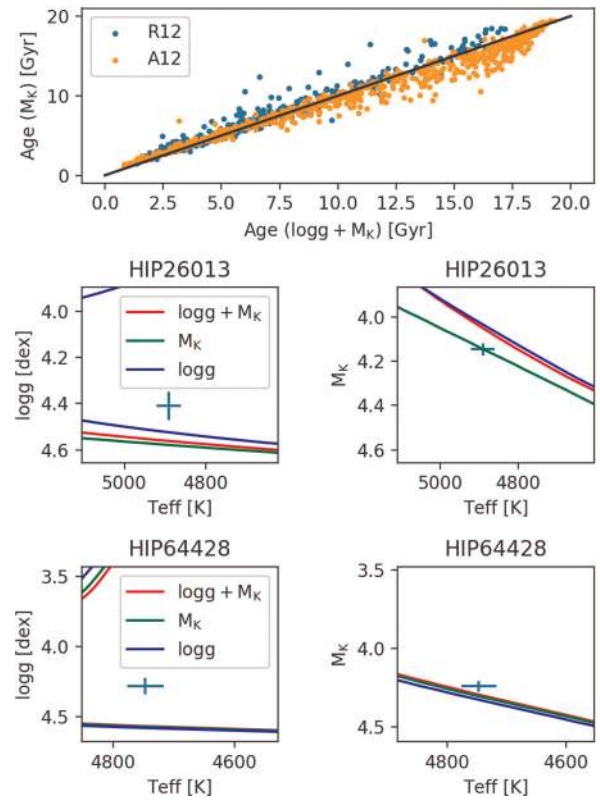 20
10
0
Age (M_K) [Gyr]
R12
A12
0.0 2.5 5.0 7.5 10.0 12.5 15.0 17.5 20.0
Age (logg + M_K) [Gyr]
HIP26013
4.0
4.2
4.4
4.6
logg [dex]
logg + M_K
M_K
logg
5000 4800
Teff [K]
HIP26013
4.0
4.2
4.4
4.6
M_K
5000 4800
Teff [K]
HIP64428
3.5
4.0
4.5
logg [dex]
logg + M_K
M_K
logg
4800 4600
Teff [K]
HIP64428
3.5
4.0
4.5
M_K
4800 4600
Teff [K]